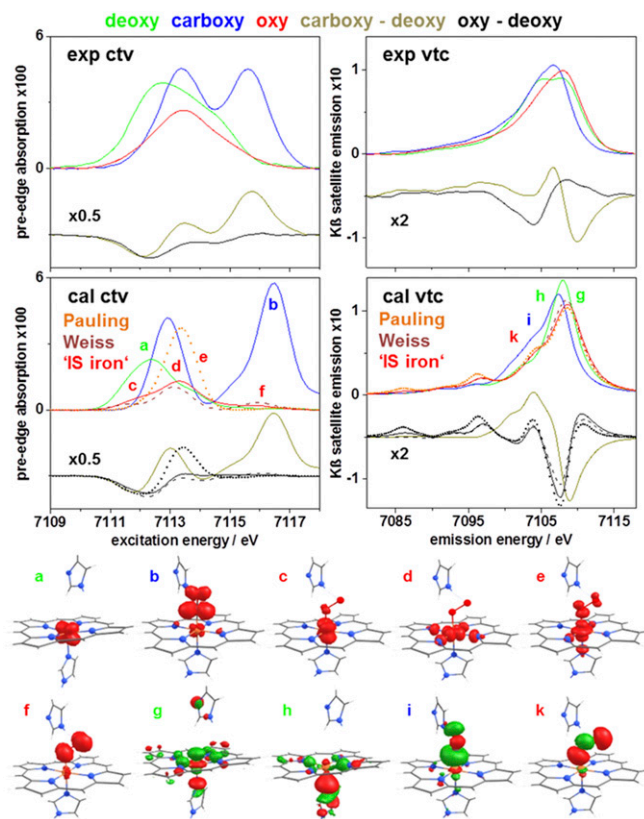 deoxy carboxy oxy carboxy - deoxy oxy - deoxy
6
exp ctv
pre-edge absorption x100
0
x0.5
exp vtc
1
Kß satellite emission x10
0
-1
x2
6
cal ctv
Pauling
Weiss
'IS iron'
a
b
c
d
e
f
pre-edge absorption x100
0
x0.5
7109 7111 7113 7115 7117
excitation energy / eV
cal vtc
Pauling
Weiss
'IS iron'
h
g
i
k
1
Kß satellite emission x10
0
-1
x2
7085 7095 7105 7115
emission energy / eV
a b c d e
f g h i k